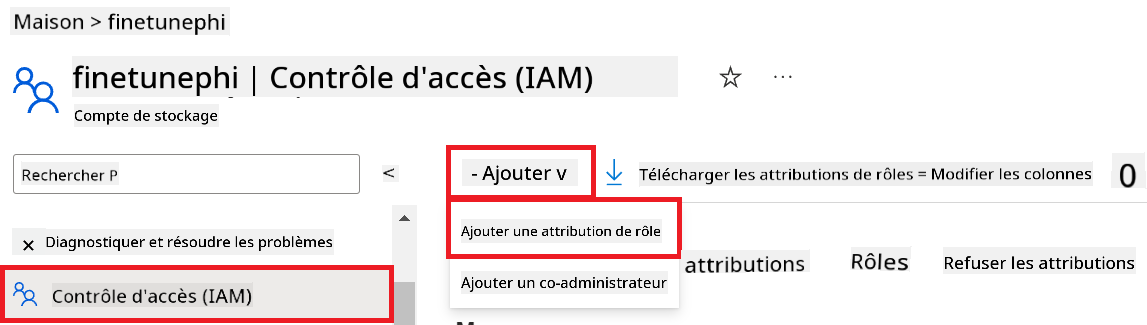 Maison > finetunephi
finetunephi | Contrôle d'accès (IAM)
Compte de stockage
Rechercher P
<
- Ajouter v
Télécharger les attributions de rôles = Modifier les colonnes
0
Ajouter une attribution de rôle
Diagnostiquer et résoudre les problèmes
attributions
Rôles
Refuser les attributions
Ajouter un co-administrateur
Contrôle d'accès (IAM)